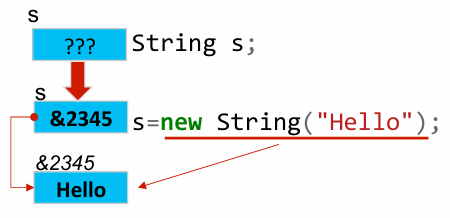 s
??? String s;
s
&2345 s=new String("Hello");
&2345
Hello